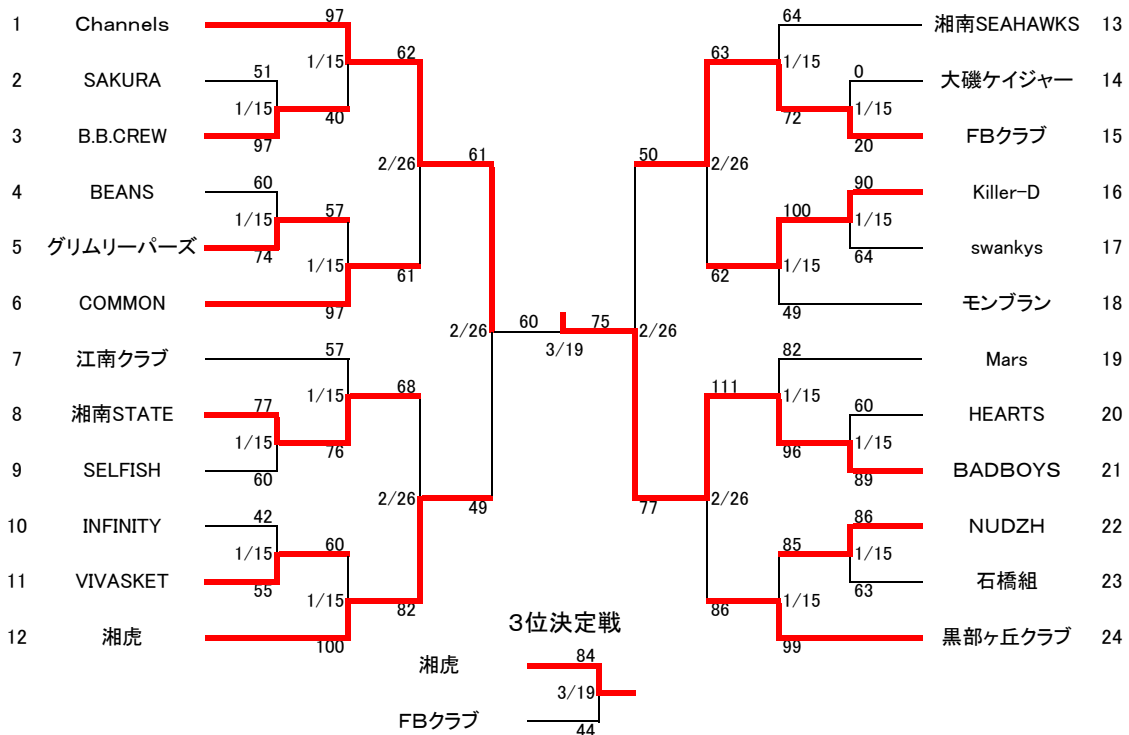 97
64
1 Channels
湘南SEAHAWKS 13
1/15
62
63
1/15
51
0
2 SAKURA
大磯ケイジャー 14
1/15
1/15
40
72
3 B.B.CREW
FBクラブ 15
97
20
2/26
61
50
2/26
60
90
4 BEANS
Killer-D 16
1/15
57
100
1/15
5 グリムリーパーズ
swankys 17
74
64
1/15
61
62
1/15
6 COMMON
モンブラン 18
97
49
2/26
60
75
2/26
3/19
57
82
7 江南クラブ
Mars 19
1/15
68
111
1/15
77
60
8 湘南STATE
HEARTS 20
1/15
1/15
76
96
9 SELFISH
BADBOYS 21
60
89
2/26
49
77
2/26
42
86
10 INFINITY
NUDZH 22
1/15
60
85
1/15
11 VIVASKET
石橋組 23
55
63
1/15
82
86
1/15
12 湘虎
黒部ヶ丘クラブ 24
100
99
3位決定戦
湘虎
84
3/19
FBクラブ
44